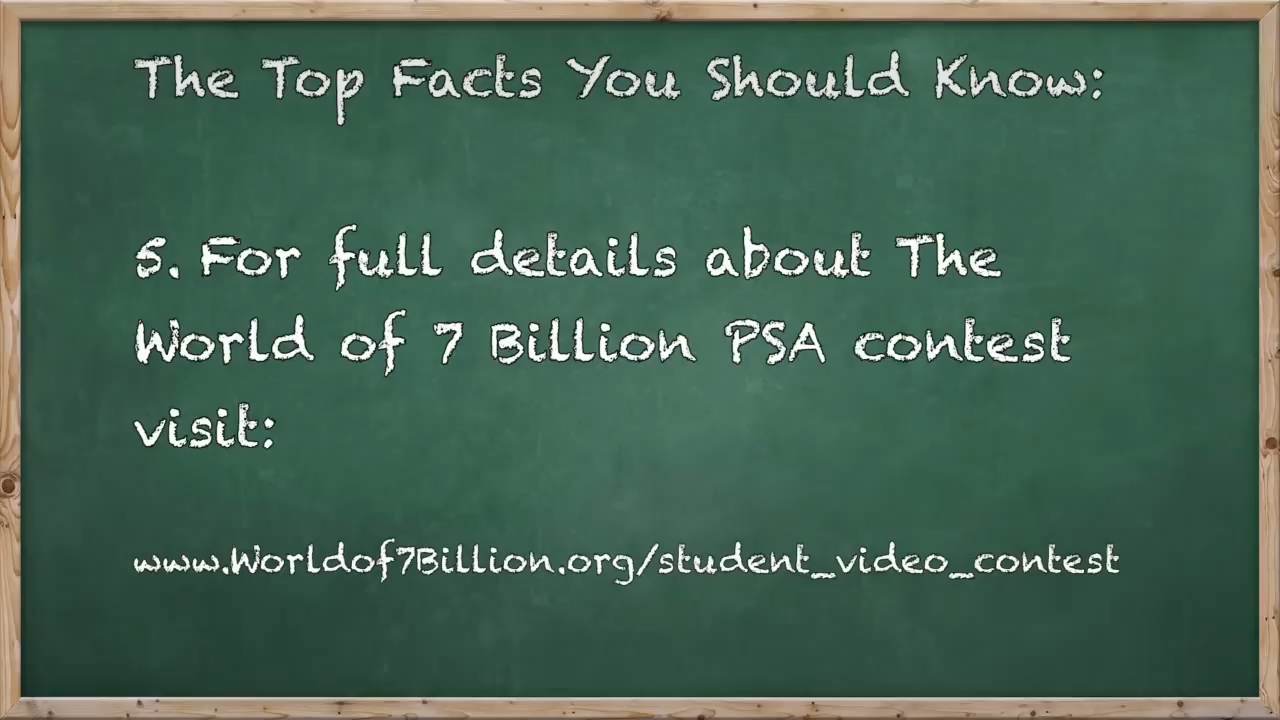 The Top Facts You Should Know:
5. For full details about The
World of 7 Billion PSA contest
visit:
www.Worldof7Billion.org/student_video_contest